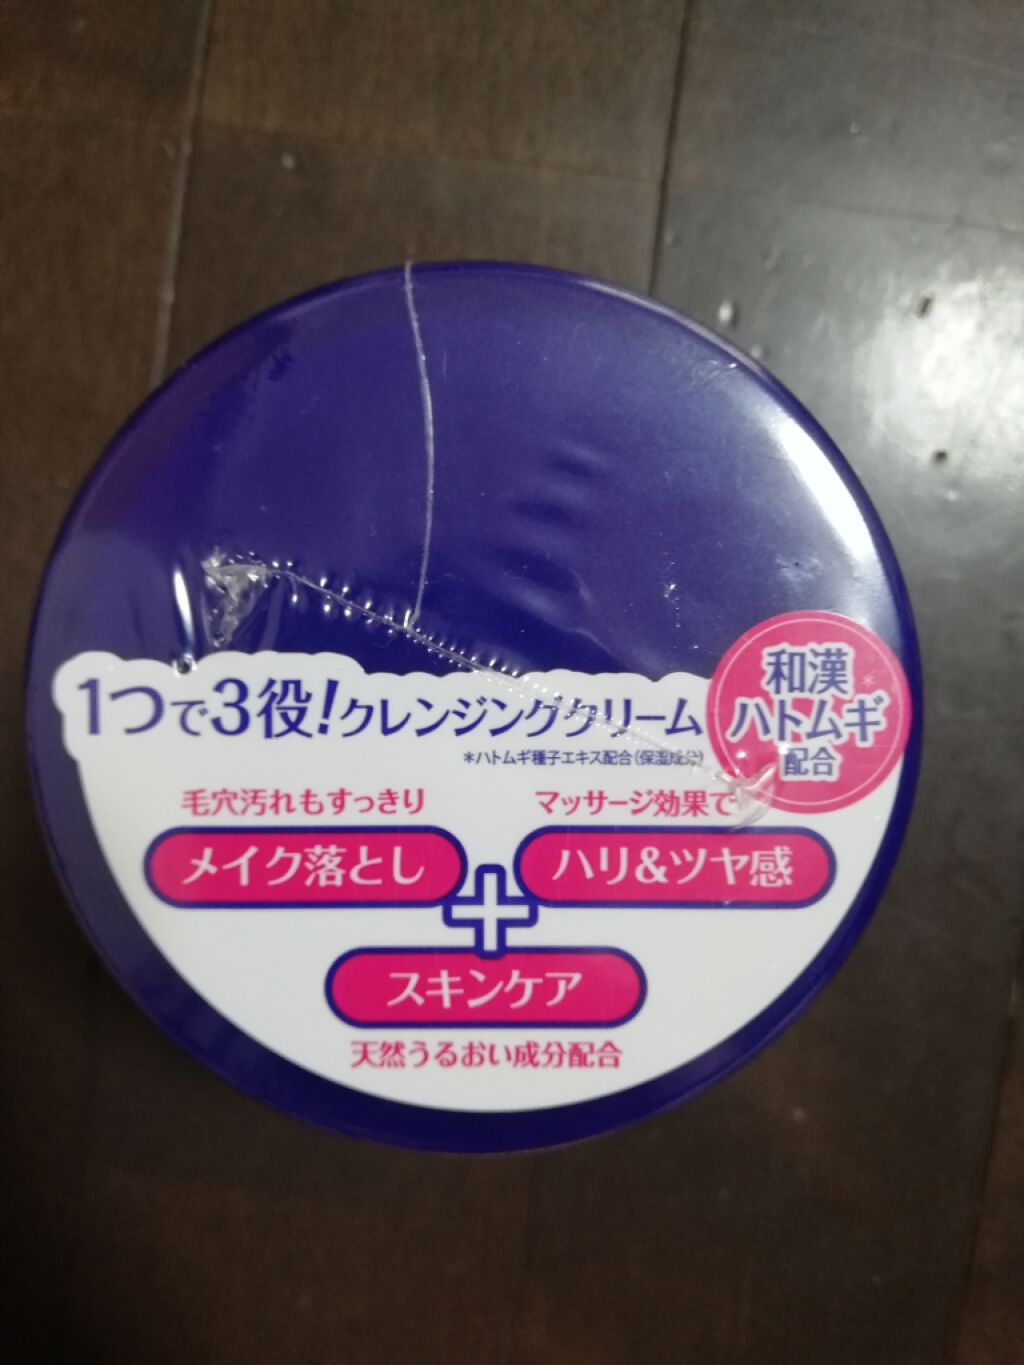 1つで3役!クレンジングクリーム
和漢*
ハトムギ
配合
*ハトムギ種子エキス配合(保湿成分)
毛穴汚れもすっきり
メイク落とし
マッサージ効果で
ハリ&ツヤ感
+
スキンケア
天然うるおい成分配合